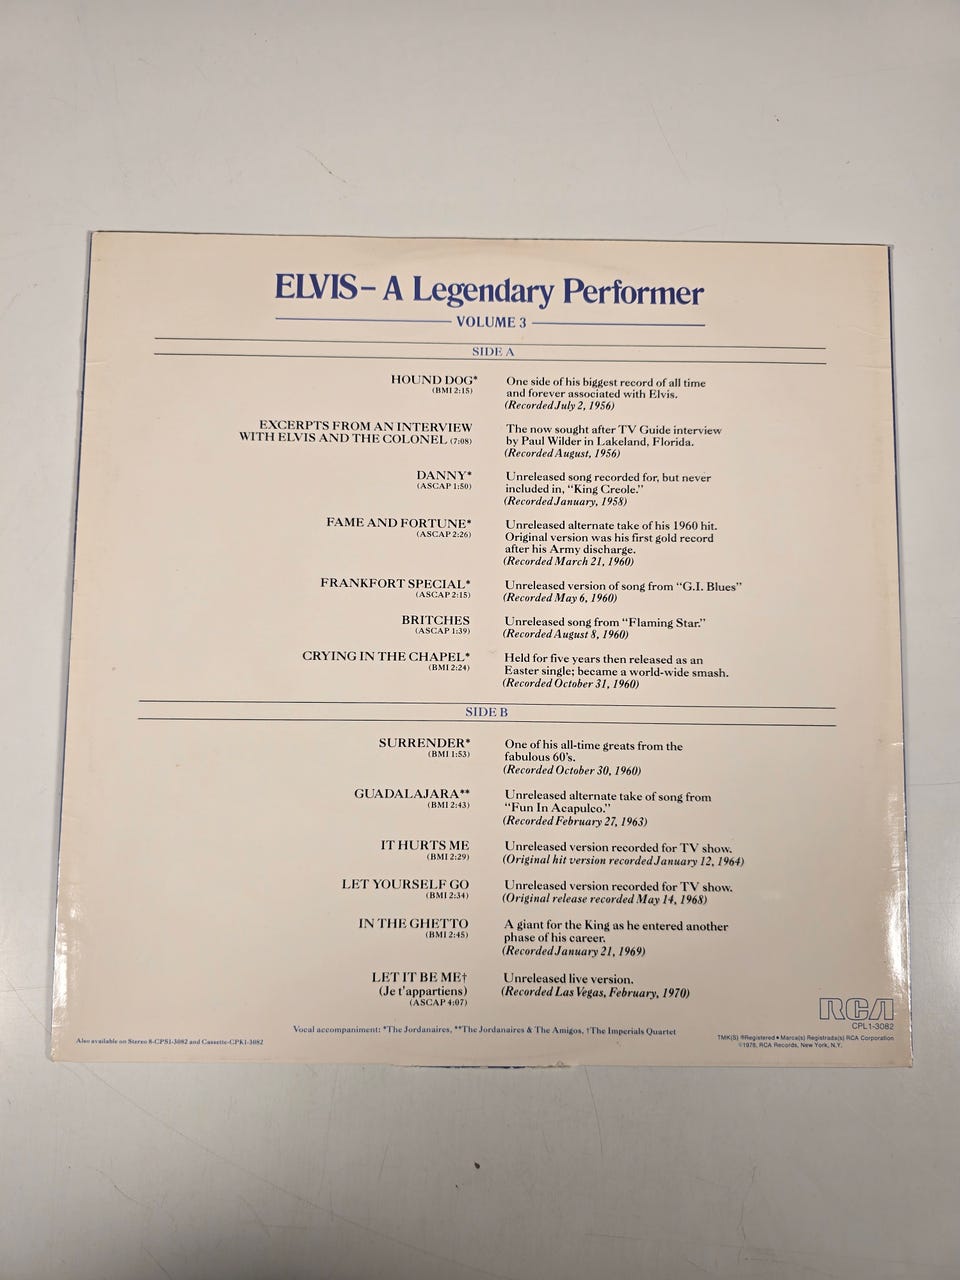 ELVIS – A Legendary Performer
VOLUME 3
SIDE A
HOUND DOG*
(BMI 2:15)
One side of his biggest record of all time
and forever associated with Elvis.
(Recorded July 2, 1956)
EXCERPTS FROM AN INTERVIEW
WITH ELVIS AND THE COLONEL (7:08)
The now sought after TV Guide interview
by Paul Wilder in Lakeland, Florida.
(Recorded August, 1956)
DANNY*
(ASCAP 1:50)
Unreleased song recorded for, but never
included in, “King Creole.”
(Recorded January, 1958)
FAME AND FORTUNE*
(ASCAP 2:26)
Unreleased alternate take of his 1960 hit.
Original version was his first gold record
after his Army discharge.
(Recorded March 21, 1960)
FRANKFORT SPECIAL*
(ASCAP 2:15)
Unreleased version of song from “G.I. Blues”
(Recorded May 6, 1960)
BRITCHES
(ASCAP 1:39)
Unreleased song from “Flaming Star.”
(Recorded August 8, 1960)
CRYING IN THE CHAPEL*
(BMI 2:24)
Held for five years then released as an
Easter single; became a world-wide smash.
(Recorded October 31, 1960)
SIDE B
SURRENDER*
(BMI 1:53)
One of his all-time greats from the
fabulous 60's.
(Recorded October 30, 1960)
GUADALAJARA**
(BMI 2:43)
Unreleased alternate take of song from
“Fun In Acapulco.”
(Recorded February 27, 1963)
IT HURTS ME
(BMI 2:29)
Unreleased version recorded for TV show.
(Original hit version recorded January 12, 1964)
LET YOURSELF GO
(BMI 2:34)
Unreleased version recorded for TV show.
(Original release recorded May 14, 1968)
IN THE GHETTO
(BMI 2:45)
A giant for the King as he entered another
phase of his career.
(Recorded January 21, 1969)
LET IT BE ME†
(Je t'appartiens)
(ASCAP 4:07)
Unreleased live version.
(Recorded Las Vegas, February, 1970)
Vocal accompaniment: *The Jordanaires, **The Jordanaires & The Amigos, †The Imperials Quartet
Also available on Stereo 8-CPS1-3082 and Cassette-CPK1-3082
RCA
CPL1-3082
TMK(S) ®Registered • Marca(s) Registrada(s) RCA Corporation
©1978, RCA Records, New York, N.Y.